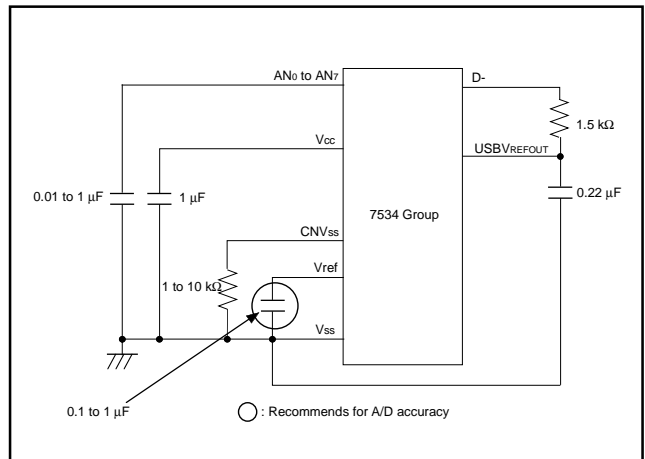 AN0 to AN7
D-
1.5 kΩ
Vcc
USBVREFOUT
0.01 to 1 μF
1 μF
0.22 μF
7534 Group
CNVss
Vref
1 to 10 kΩ
Vss
0.1 to 1 μF
: Recommends for A/D accuracy